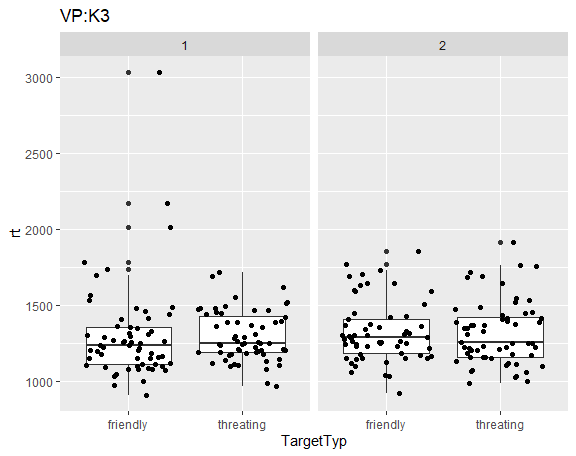 VP:K3
1 2
3000
2500
2000
1500
1000
rt
friendly threating friendly threating
TargetTyp